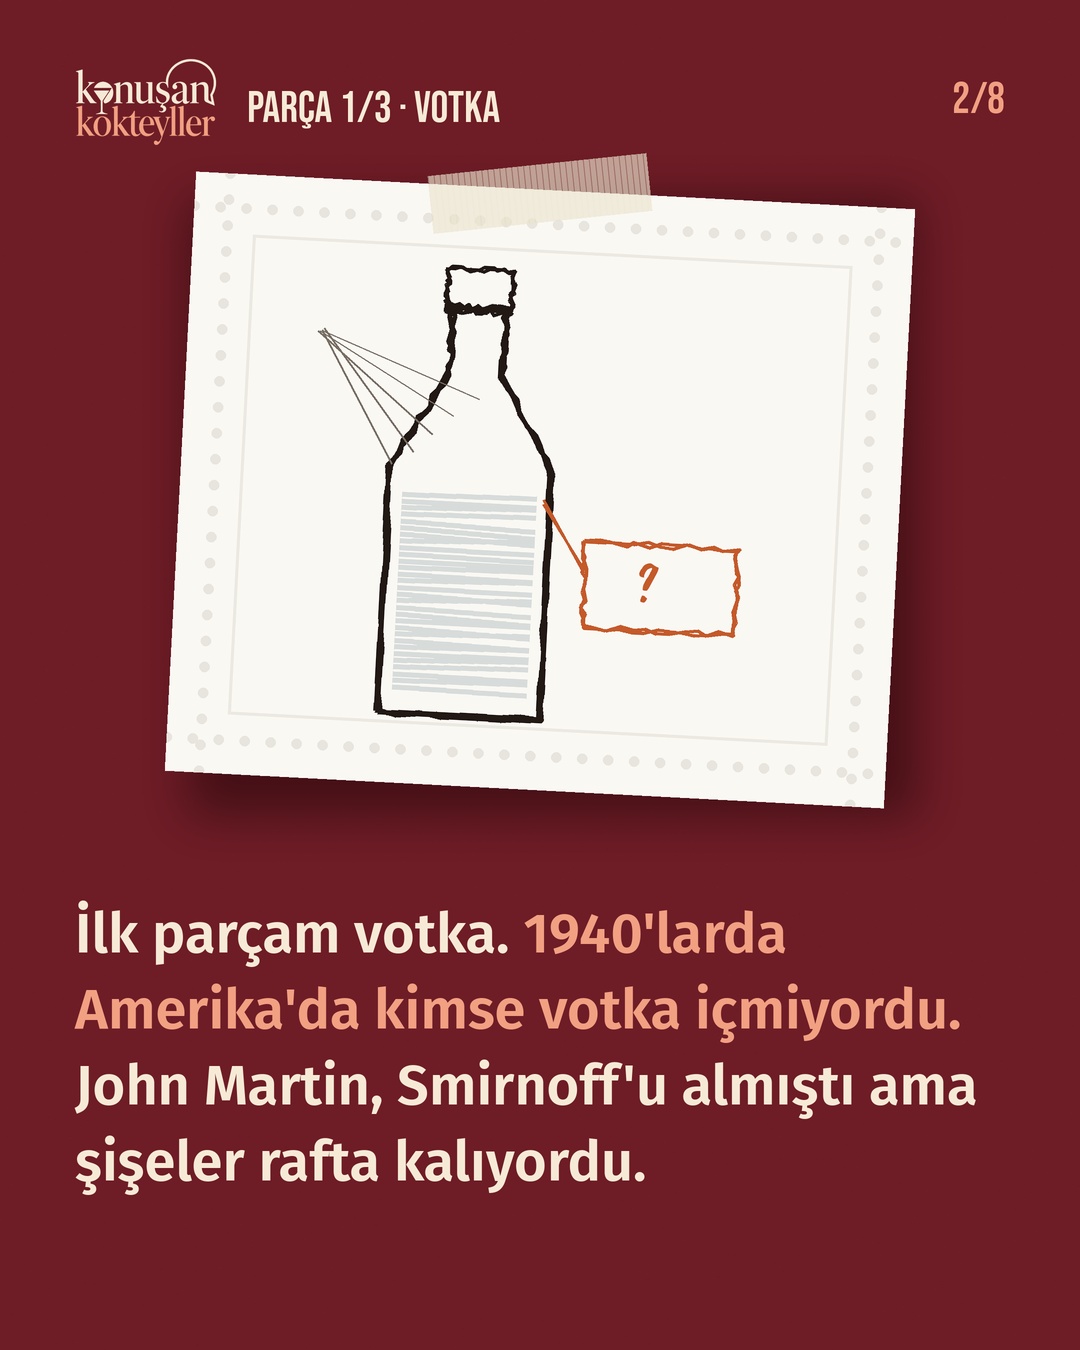 konuşan
kokteyller
PARÇA 1/3 · VOTKA
2/8
?
İlk parçam votka. 1940'larda
Amerika'da kimse votka içmiyordu.
John Martin, Smirnoff'u almıştı ama
şişeler rafta kalıyordu.